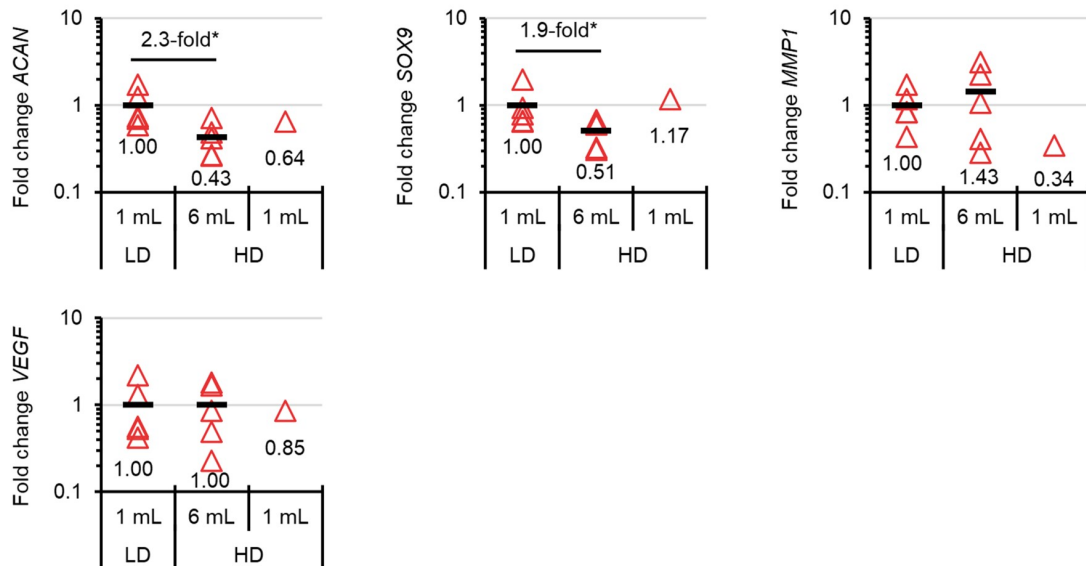 Fold change ACAN
10
1
0.1
2.3-fold*
1.00
0.43
0.64
1 mL 6 mL 1 mL
LD HD
Fold change SOX9
10
1
0.1
1.9-fold*
1.00
0.51
1.17
1 mL 6 mL 1 mL
LD HD
Fold change MMP1
10
1
0.1
1.00
1.43
0.34
1 mL 6 mL 1 mL
LD HD
Fold change VEGF
10
1
0.1
1.00
1.00
0.85
1 mL 6 mL 1 mL
LD HD